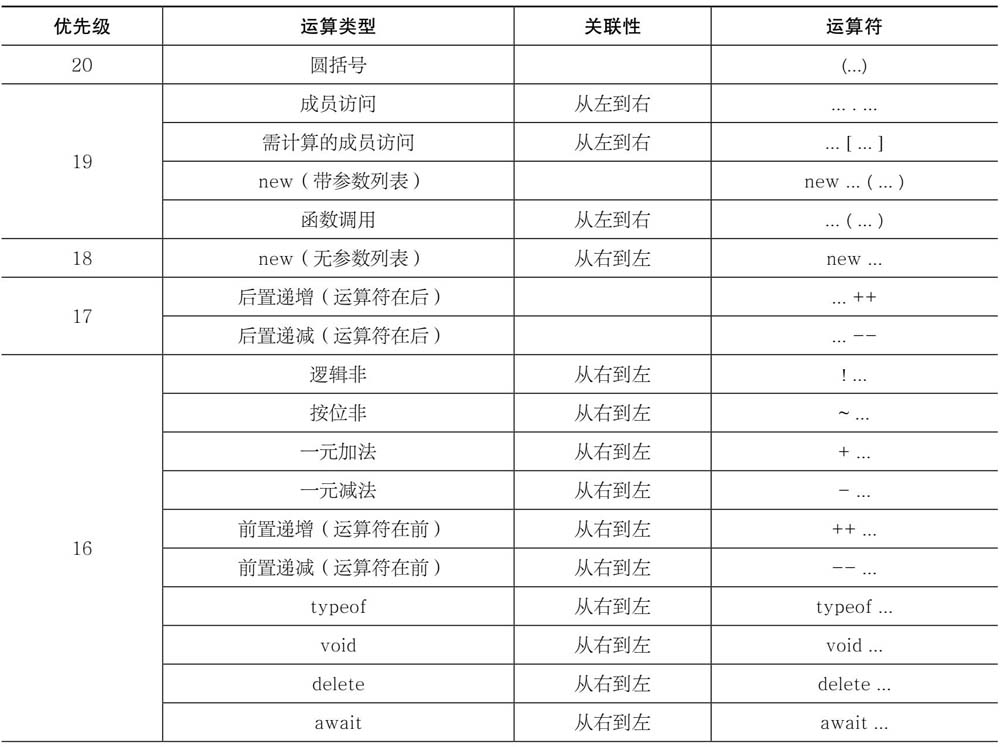 优先级 运算类型 关联性 运算符
20 圆括号 (...)
19 成员访问 从左到右 ... . ...
需计算的成员访问 从左到右 ... [ ... ]
new（带参数列表） new ... ( ... )
函数调用 从左到右 ... ( ... )
18 new（无参数列表） 从右到左 new ...
17 后置递增（运算符在后） ... ++
后置递减（运算符在后） ... --
16 逻辑非 从右到左 ! ...
按位非 从右到左 ~ ...
一元加法 从右到左 + ...
一元减法 从右到左 - ...
前置递增（运算符在前） 从右到左 ++ ...
前置递减（运算符在前） 从右到左 -- ...
typeof 从右到左 typeof ...
void 从右到左 void ...
delete 从右到左 delete ...
await 从右到左 await ...